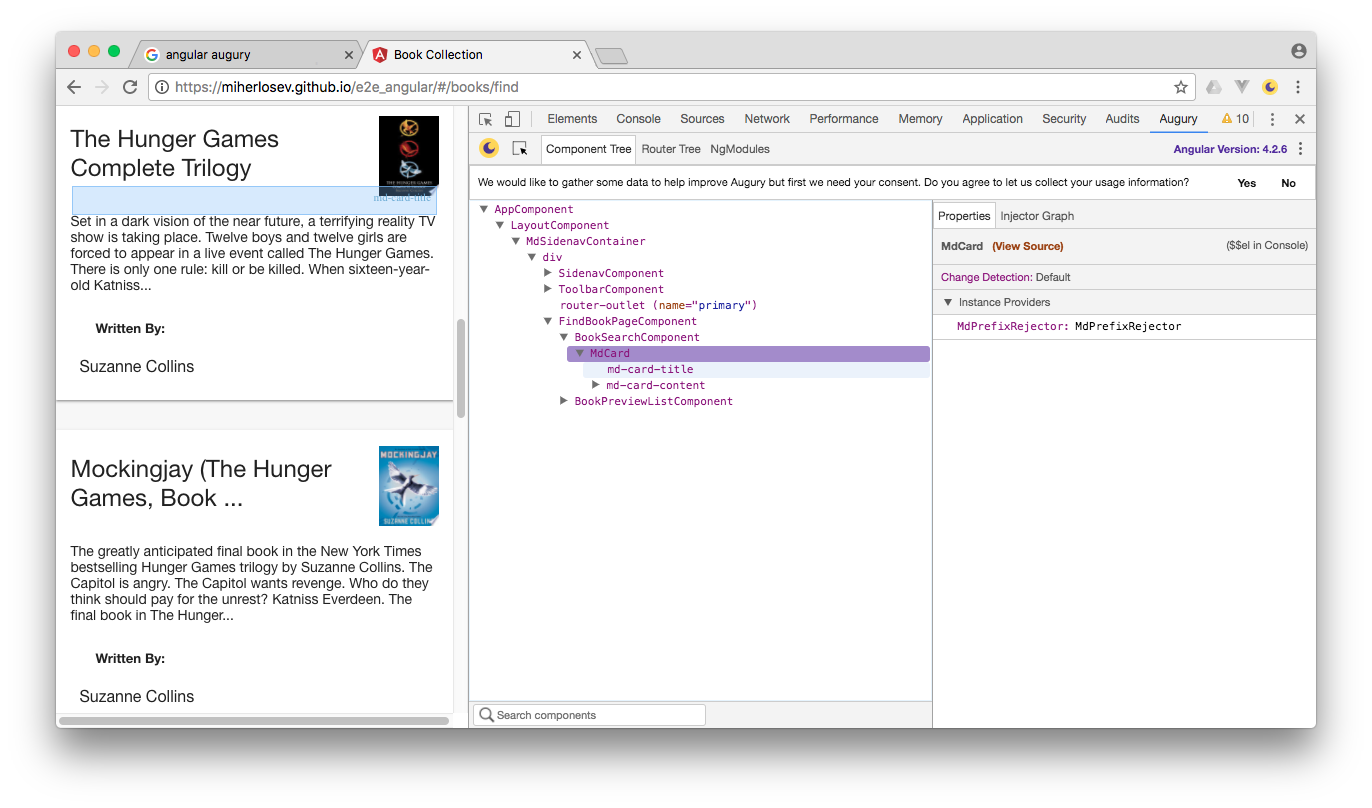 angular augury
Book Collection
https://miherlosev.github.io/e2e_angular/#/books/find
The Hunger Games
Complete Trilogy
THE HUNGER GAMES
md-card-title
Set in a dark vision of the near future, a terrifying reality TV
show is taking place. Twelve boys and twelve girls are
forced to appear in a live event called The Hunger Games.
There is only one rule: kill or be killed. When sixteen-year-
old Katniss...
Written By:
Suzanne Collins
Mockingjay (The Hunger
Games, Book ...
MOCKINGJAY
SUZANNE COLLINS
The greatly anticipated final book in the New York Times
bestselling Hunger Games trilogy by Suzanne Collins. The
Capitol is angry. The Capitol wants revenge. Who do they
think should pay for the unrest? Katniss Everdeen. The
final book in The Hunger...
Written By:
Suzanne Collins
Elements Console Sources Network Performance Memory Application Security Audits Augury 10
Component Tree Router Tree NgModules Angular Version: 4.2.6
We would like to gather some data to help improve Augury but first we need your consent. Do you agree to let us collect your usage information? Yes No
AppComponent
LayoutComponent
MdSidenavContainer
div
SidenavComponent
ToolbarComponent
router-outlet (name="primary")
FindBookPageComponent
BookSearchComponent
MdCard
md-card-title
md-card-content
BookPreviewListComponent
Search components
Properties Injector Graph
MdCard (View Source) ($$el in Console)
Change Detection: Default
Instance Providers
MdPrefixRejector: MdPrefixRejector